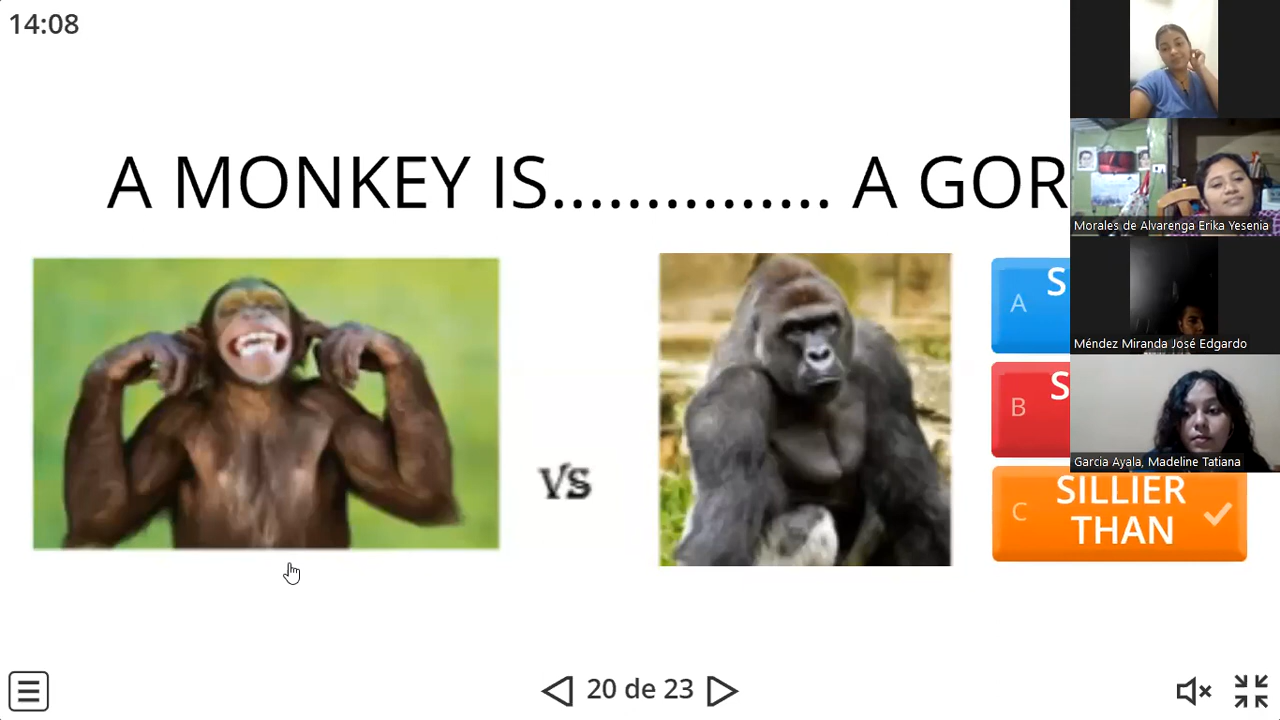 14:08
A MONKEY IS............... A GOR
VS
A S
B S
C SILLIER
THAN
Morales de Alvarenga Erika Yesenia
Méndez Miranda José Edgardo
Garcia Ayala, Madeline Tatiana
20 de 23